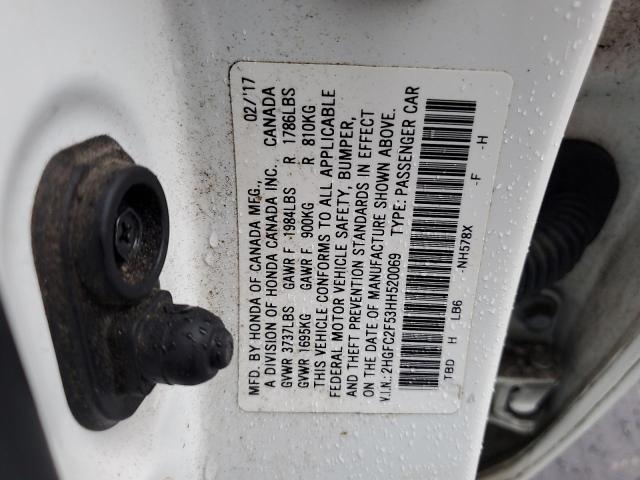 MFD. BY HONDA OF CANADA MFG., 02/'17
A DIVISION OF HONDA CANADA INC., CANADA
GVWR 3737LBS GAWR F 1984LBS R 1786LBS
GVWR 1695KG GAWR F 900KG R 810KG
THIS VEHICLE CONFORMS TO ALL APPLICABLE
FEDERAL MOTOR VEHICLE SAFETY, BUMPER,
AND THEFT PREVENTION STANDARDS IN EFFECT
ON THE DATE OF MANUFACTURE SHOWN ABOVE.
V.I.N.: 2HGFC2F53HH520069 TYPE: PASSENGER CAR
TBD H LB6 -NH578X -F -H